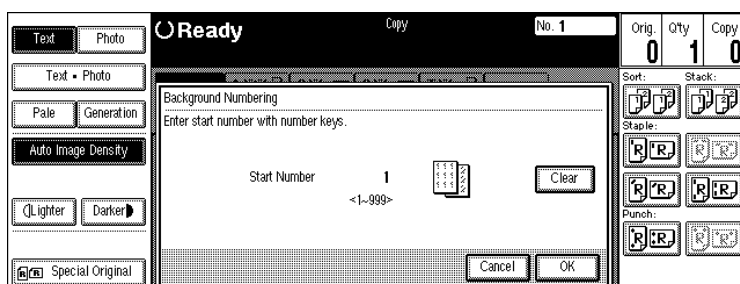 Text Photo
Text • Photo
Pale Generation
Auto Image Density
Lighter Darker
Special Original
Ready
Copy
No. 1
Background Numbering
Enter start number with number keys.
Start Number 1
<1~999>
Clear
Cancel OK
Orig. Q'ty Copy
0 1 0
Sort: Stack:
Staple:
Punch: